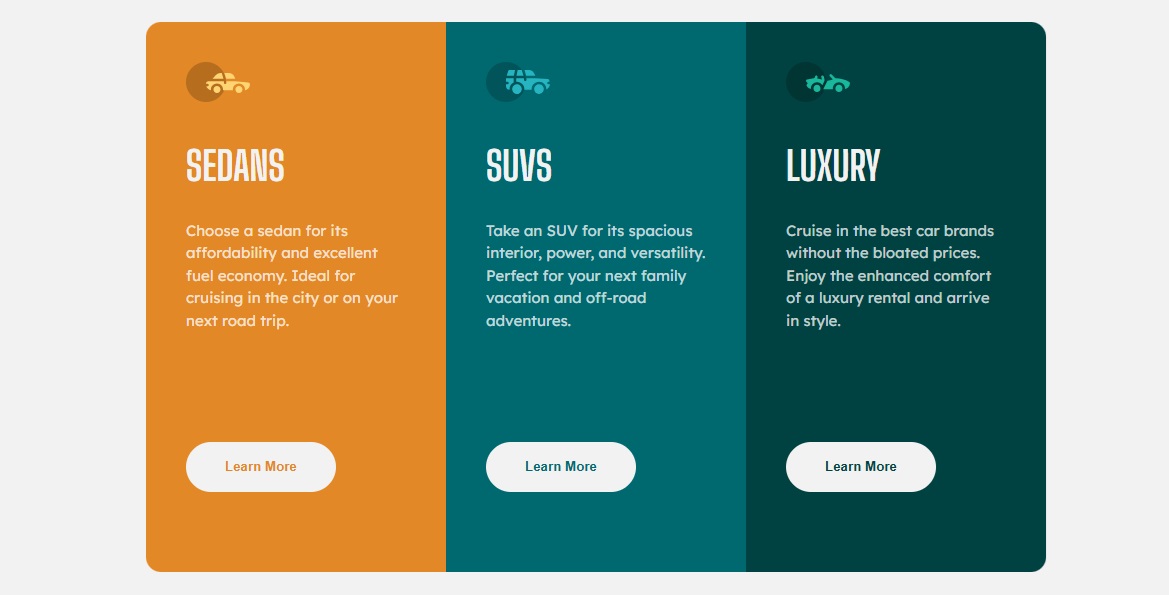 SEDANS
Choose a sedan for its
affordability and excellent
fuel economy. Ideal for
cruising in the city or on your
next road trip.
Learn More
SUVS
Take an SUV for its spacious
interior, power, and versatility.
Perfect for your next family
vacation and off-road
adventures.
Learn More
LUXURY
Cruise in the best car brands
without the bloated prices.
Enjoy the enhanced comfort
of a luxury rental and arrive
in style.
Learn More